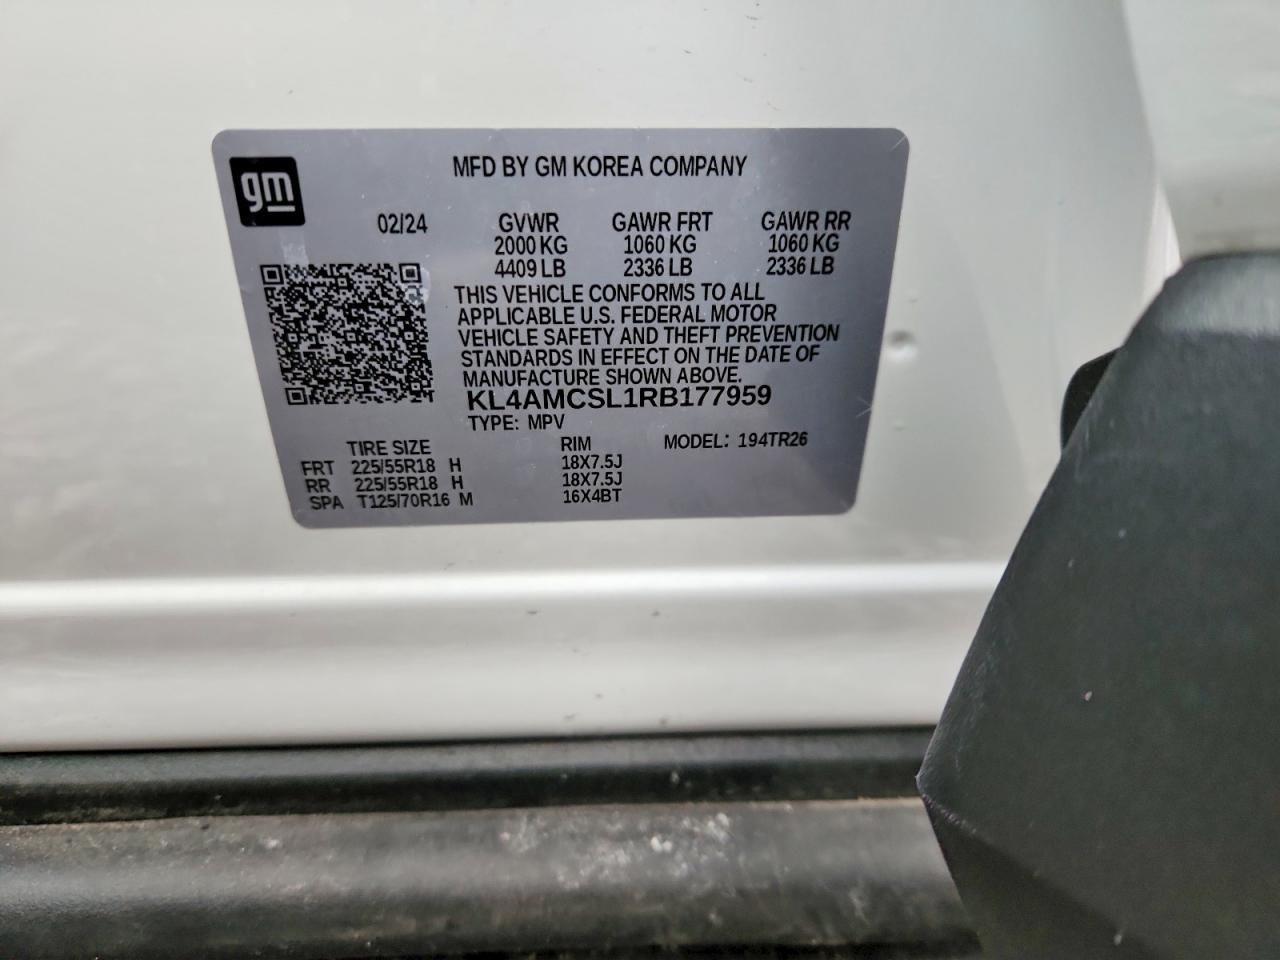 gm
MFD BY GM KOREA COMPANY
02/24 GVWR GAWR FRT GAWR RR
2000 KG 1060 KG 1060 KG
4409 LB 2336 LB 2336 LB
THIS VEHICLE CONFORMS TO ALL
APPLICABLE U.S. FEDERAL MOTOR
VEHICLE SAFETY AND THEFT PREVENTION
STANDARDS IN EFFECT ON THE DATE OF
MANUFACTURE SHOWN ABOVE.
KL4AMCSL1RB177959
TYPE: MPV
TIRE SIZE RIM MODEL: 194TR26
FRT 225/55R18 H 18X7.5J
RR 225/55R18 H 18X7.5J
SPA T125/70R16 M 16X4BT